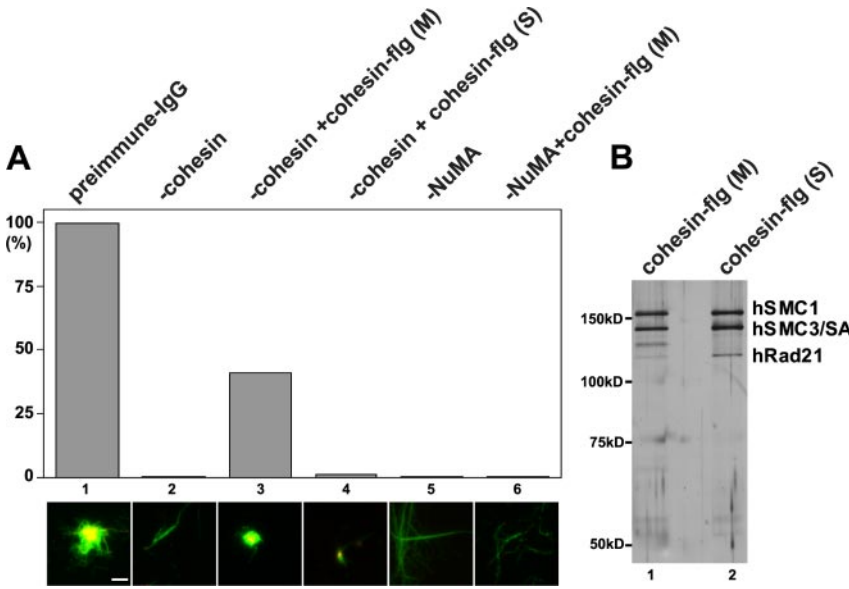 A
preimmune-IgG
-cohesin
-cohesin +cohesin-flg (M)
-cohesin + cohesin-flg (S)
-NuMA
-NuMA+cohesin-flg (M)
100
(%)
75
50
25
0
1 2 3 4 5 6
B
cohesin-flg (M)
cohesin-flg (S)
150kD
100kD
75kD
50kD
hSMC1
hSMC3/SA
hRad21
1 2